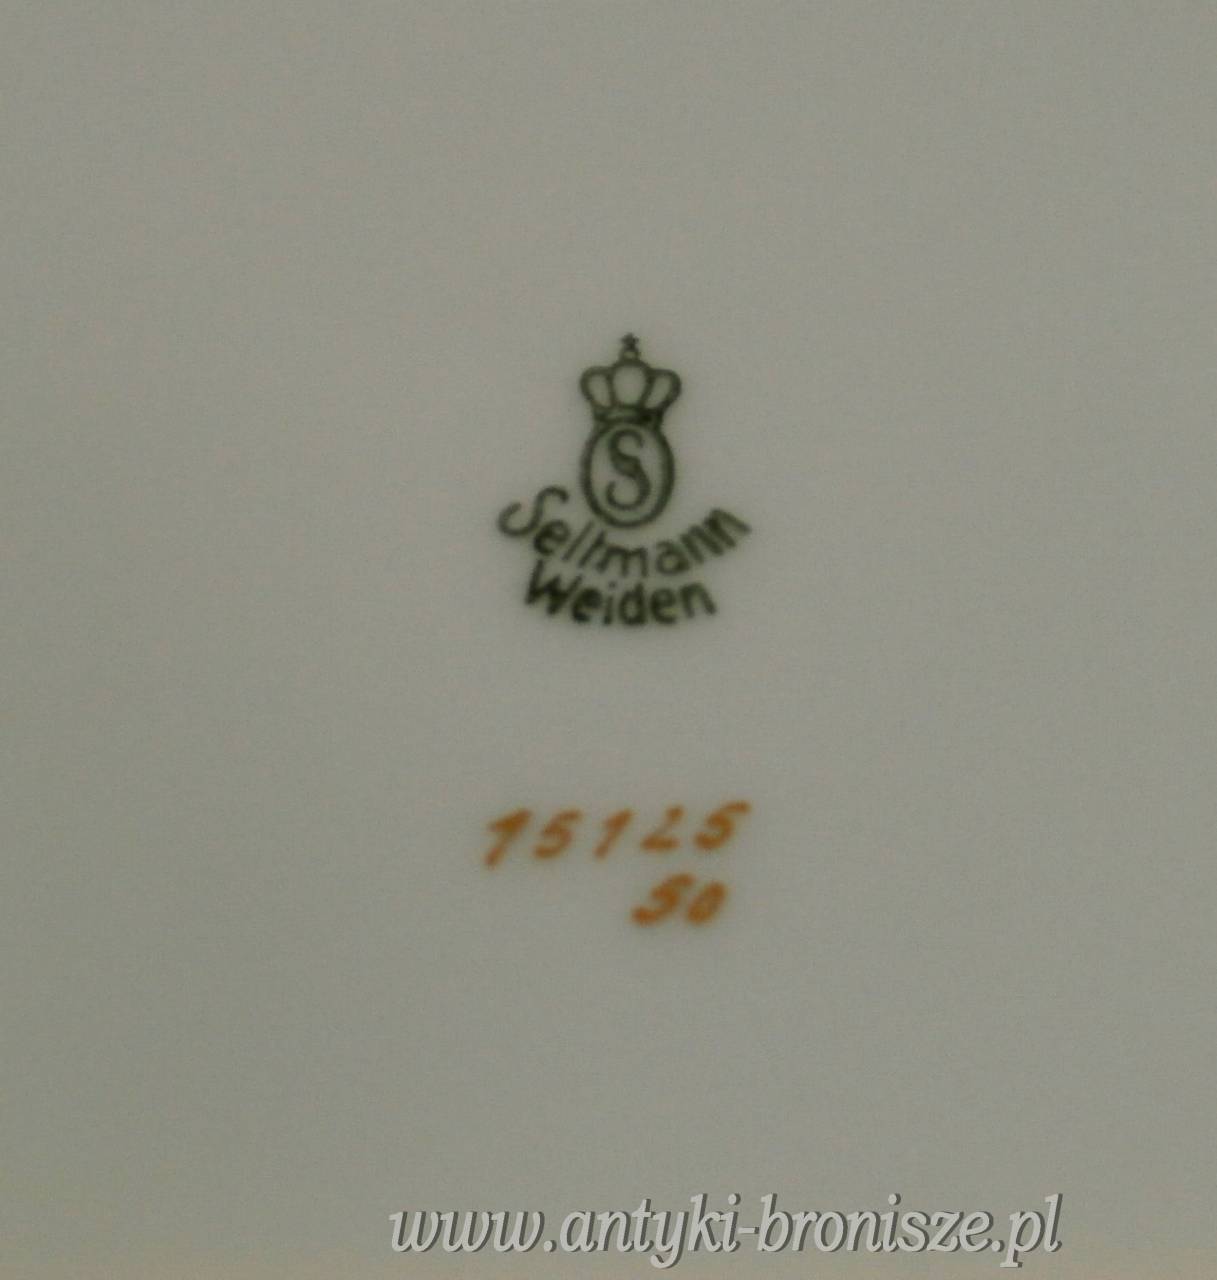 S
Seltmann
Weiden
15125
50
www.antyki-bronisze.pl